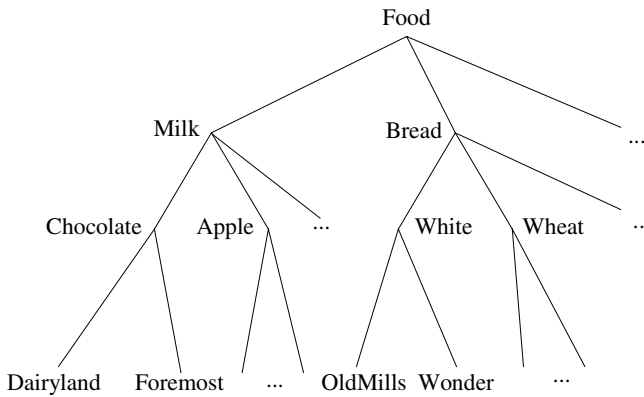 Food
Milk Bread ...
Chocolate Apple ... White Wheat ...
Dairyland Foremost ... OldMills Wonder ...